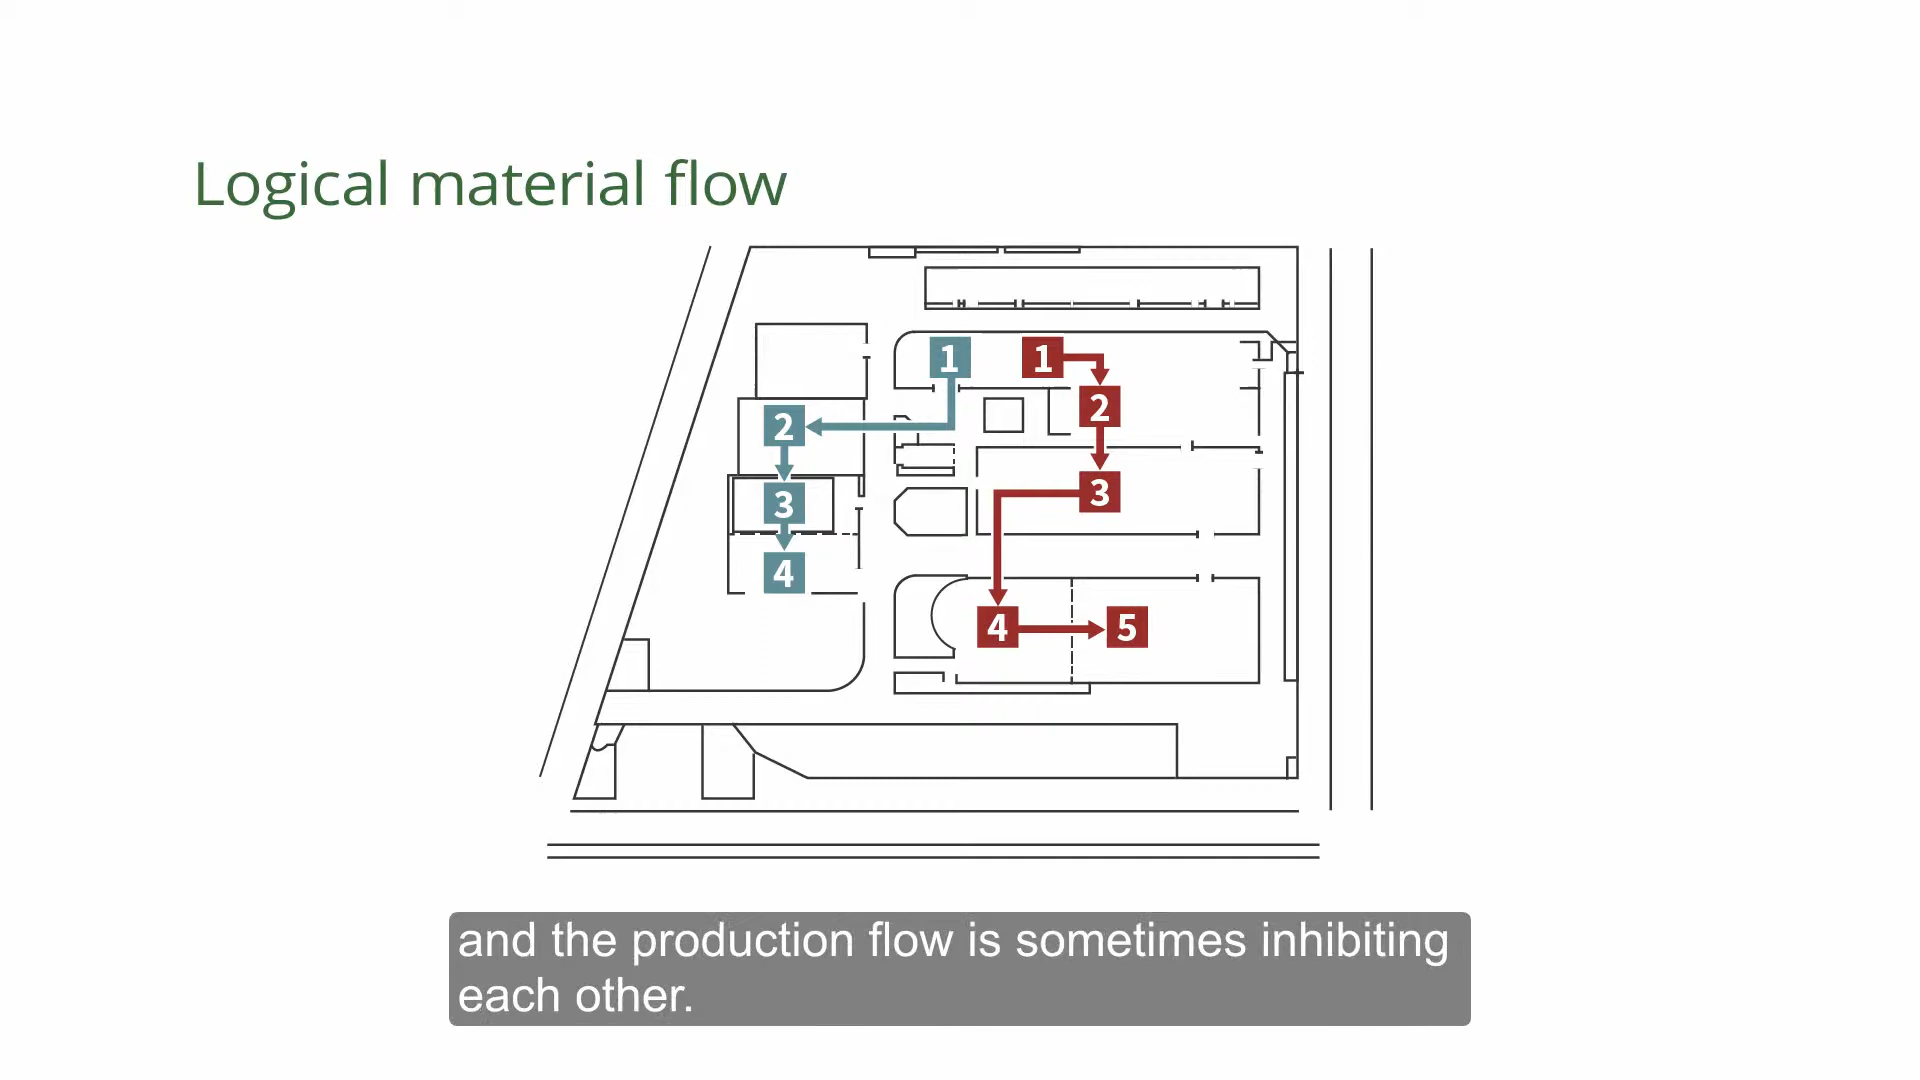 Logical material flow
1 1
2
2
3
3
4
4 5
and the production flow is sometimes inhibiting
each other.